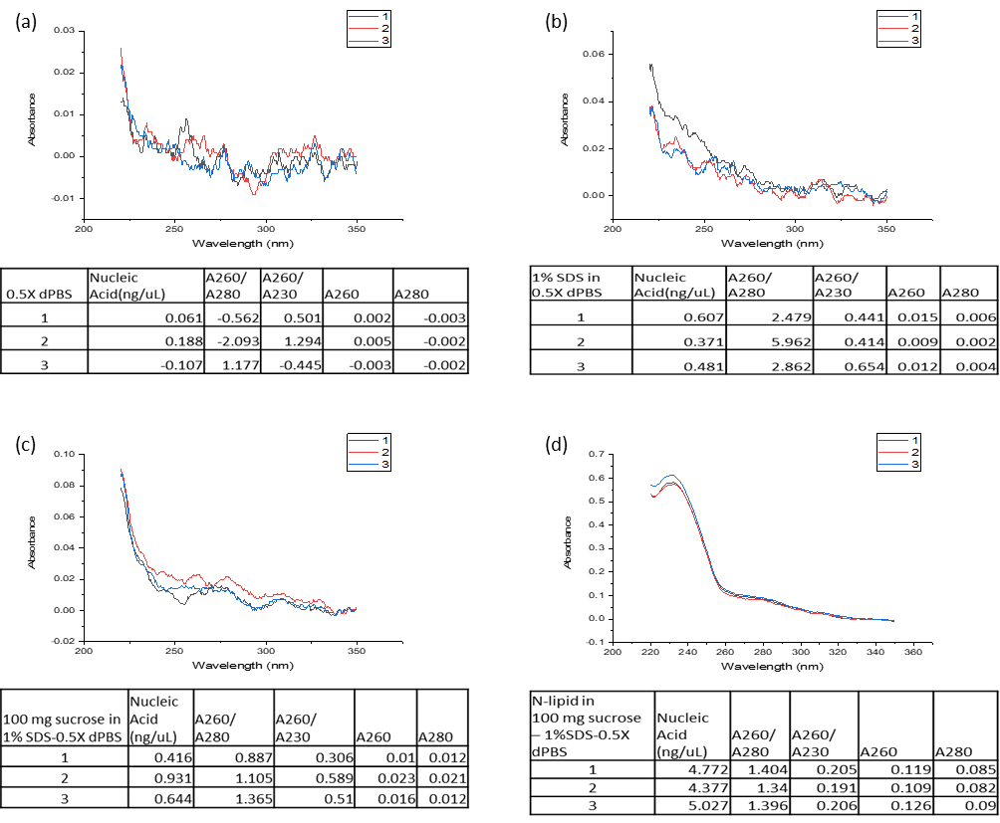 (a)
1
2
3
0.03
0.02
0.01
0.00
-0.01
Absorbance
200 250 300 350
Wavelength (nm)
0.5X dPBS Nucleic Acid(ng/uL) A260/ A280 A260/ A230 A260 A280
1 0.061 -0.562 0.501 0.002 -0.003
2 0.188 -2.093 1.294 0.005 -0.002
3 -0.107 1.177 -0.445 -0.003 -0.002
(b)
1
2
3
0.06
0.04
0.02
0.00
Absorbance
200 250 300 350
Wavelength (nm)
1% SDS in 0.5X dPBS Nucleic Acid(ng/uL) A260/ A280 A260/ A230 A260 A280
1 0.607 2.479 0.441 0.015 0.006
2 0.371 5.962 0.414 0.009 0.002
3 0.481 2.862 0.654 0.012 0.004
(c)
1
2
3
0.10
0.08
0.06
0.04
0.02
0.00
-0.02
Absorbance
200 250 300 350
Wavelength (nm)
100 mg sucrose in 1% SDS-0.5X dPBS Nucleic Acid (ng/uL) A260/ A280 A260/ A230 A260 A280
1 0.416 0.887 0.306 0.01 0.012
2 0.931 1.105 0.589 0.023 0.021
3 0.644 1.365 0.51 0.016 0.012
(d)
1
2
3
0.7
0.6
0.5
0.4
0.3
0.2
0.1
0.0
-0.1
Absorbance
200 220 240 260 280 300 320 340 360
Wavelength (nm)
N-lipid in 100 mg sucrose – 1%SDS-0.5X dPBS Nucleic Acid (ng/uL) A260/ A280 A260/ A230 A260 A280
1 4.772 1.404 0.205 0.119 0.085
2 4.377 1.34 0.191 0.109 0.082
3 5.027 1.396 0.206 0.126 0.09